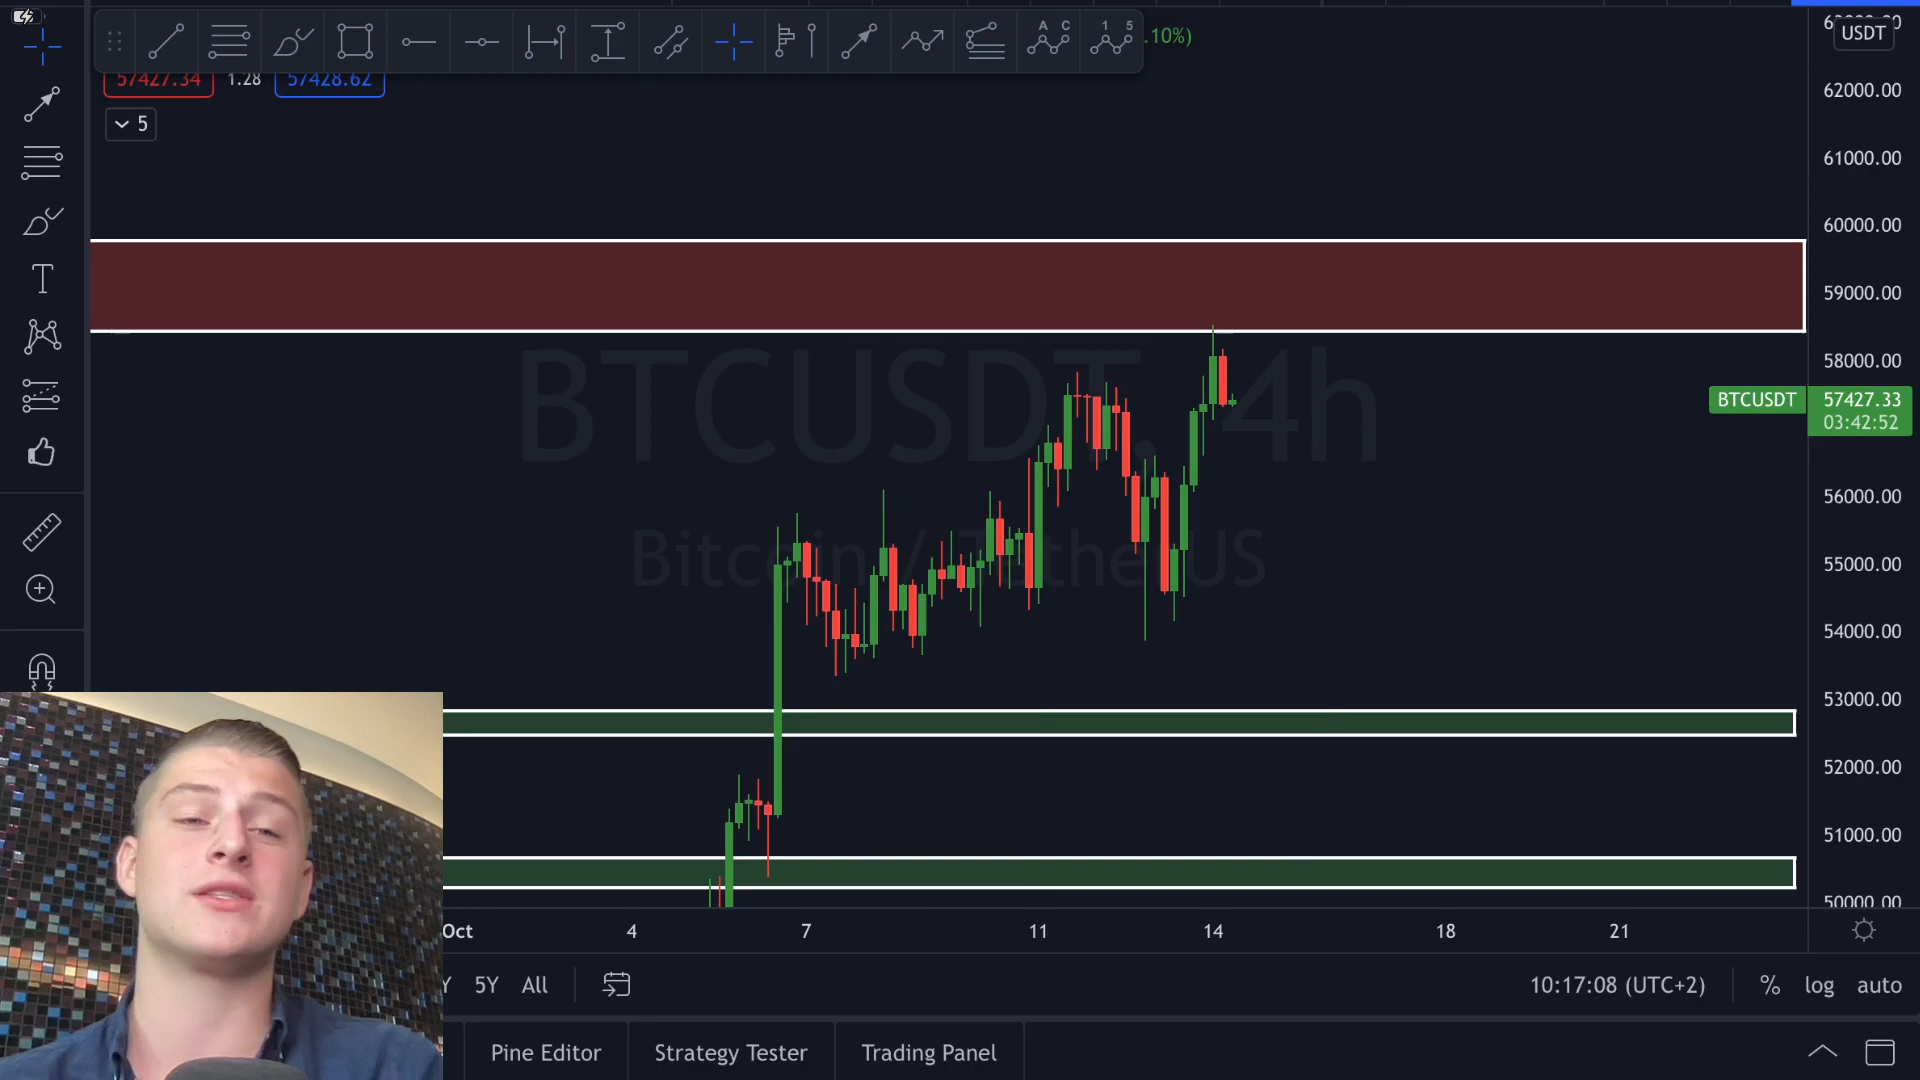 .10%)
USDT
57427.34 1.28 57428.62
5
A C
1 5
62000.00
61000.00
60000.00
59000.00
58000.00
BTCUSDT, 4h
BTCUSDT 57427.33
03:42:52
56000.00
Bitcoin / TetherUS
55000.00
54000.00
53000.00
52000.00
51000.00
50000.00
Oct 4 7 11 14 18 21
Y 5Y All 10:17:08 (UTC+2) % log auto
Pine Editor Strategy Tester Trading Panel